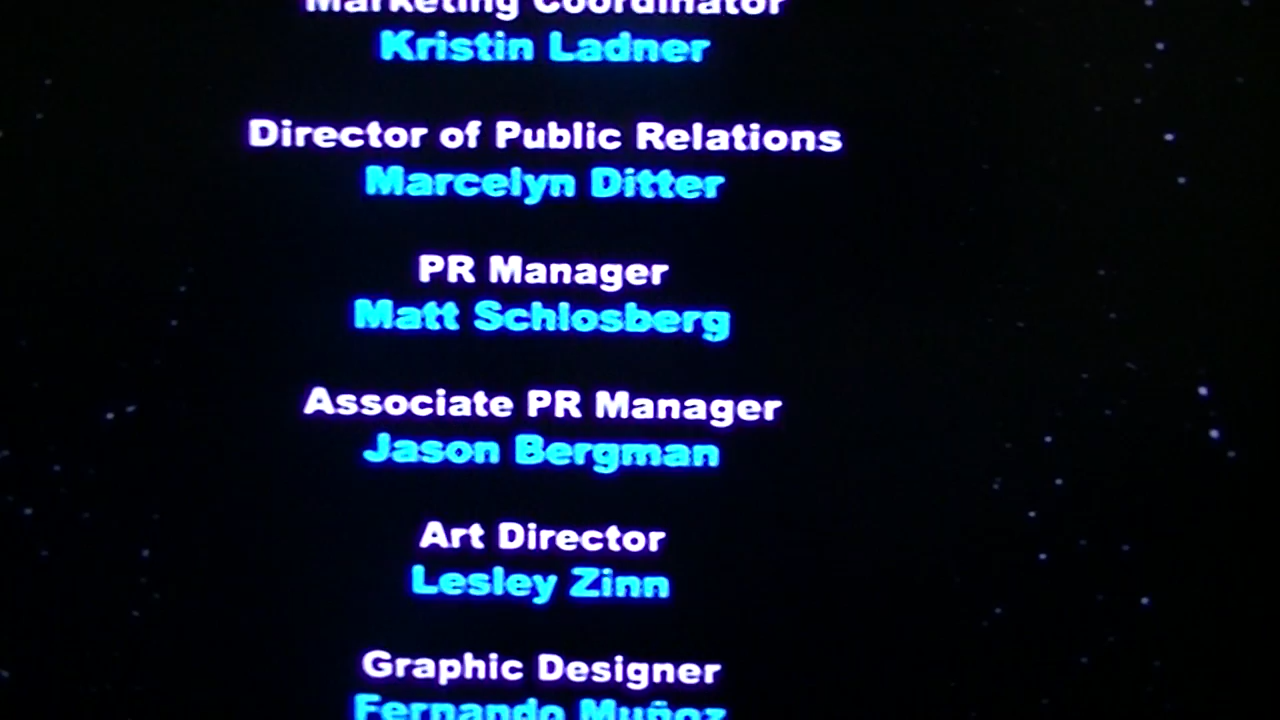 Marketing Coordinator
Kristin Ladner
Director of Public Relations
Marcelyn Ditter
PR Manager
Matt Schlosberg
Associate PR Manager
Jason Bergman
Art Director
Lesley Zinn
Graphic Designer
Fernando Muñoz